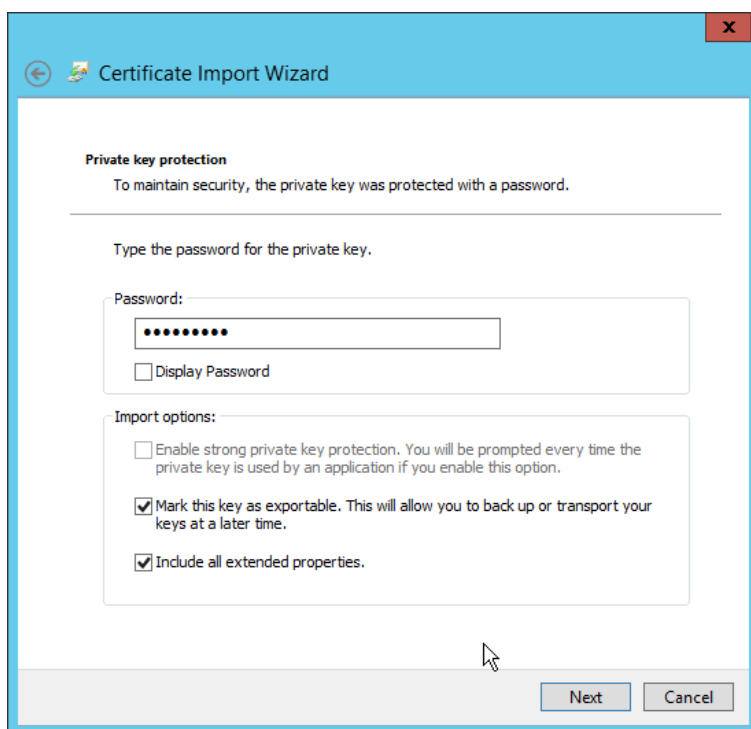 x
Certificate Import Wizard
Private key protection
To maintain security, the private key was protected with a password.
Type the password for the private key.
Password:
•••••••••
Display Password
Import options:
Enable strong private key protection. You will be prompted every time the
private key is used by an application if you enable this option.
Mark this key as exportable. This will allow you to back up or transport your
keys at a later time.
Include all extended properties.
Next Cancel